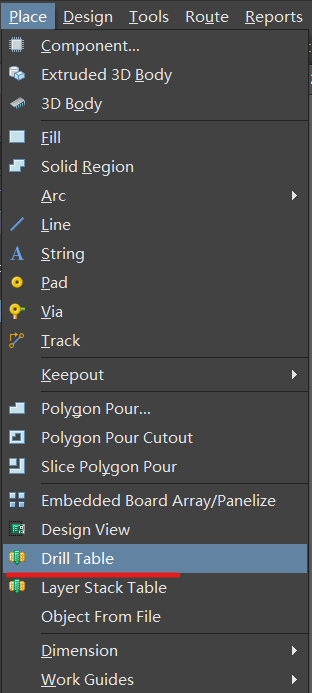 Place Design Tools Route Reports
Component...
Extruded 3D Body
3D Body
Fill
Solid Region
Arc
Line
String
Pad
Via
Track
Keepout
Polygon Pour...
Polygon Pour Cutout
Slice Polygon Pour
Embedded Board Array/Panelize
Design View
Drill Table
Layer Stack Table
Object From File
Dimension
Work Guides